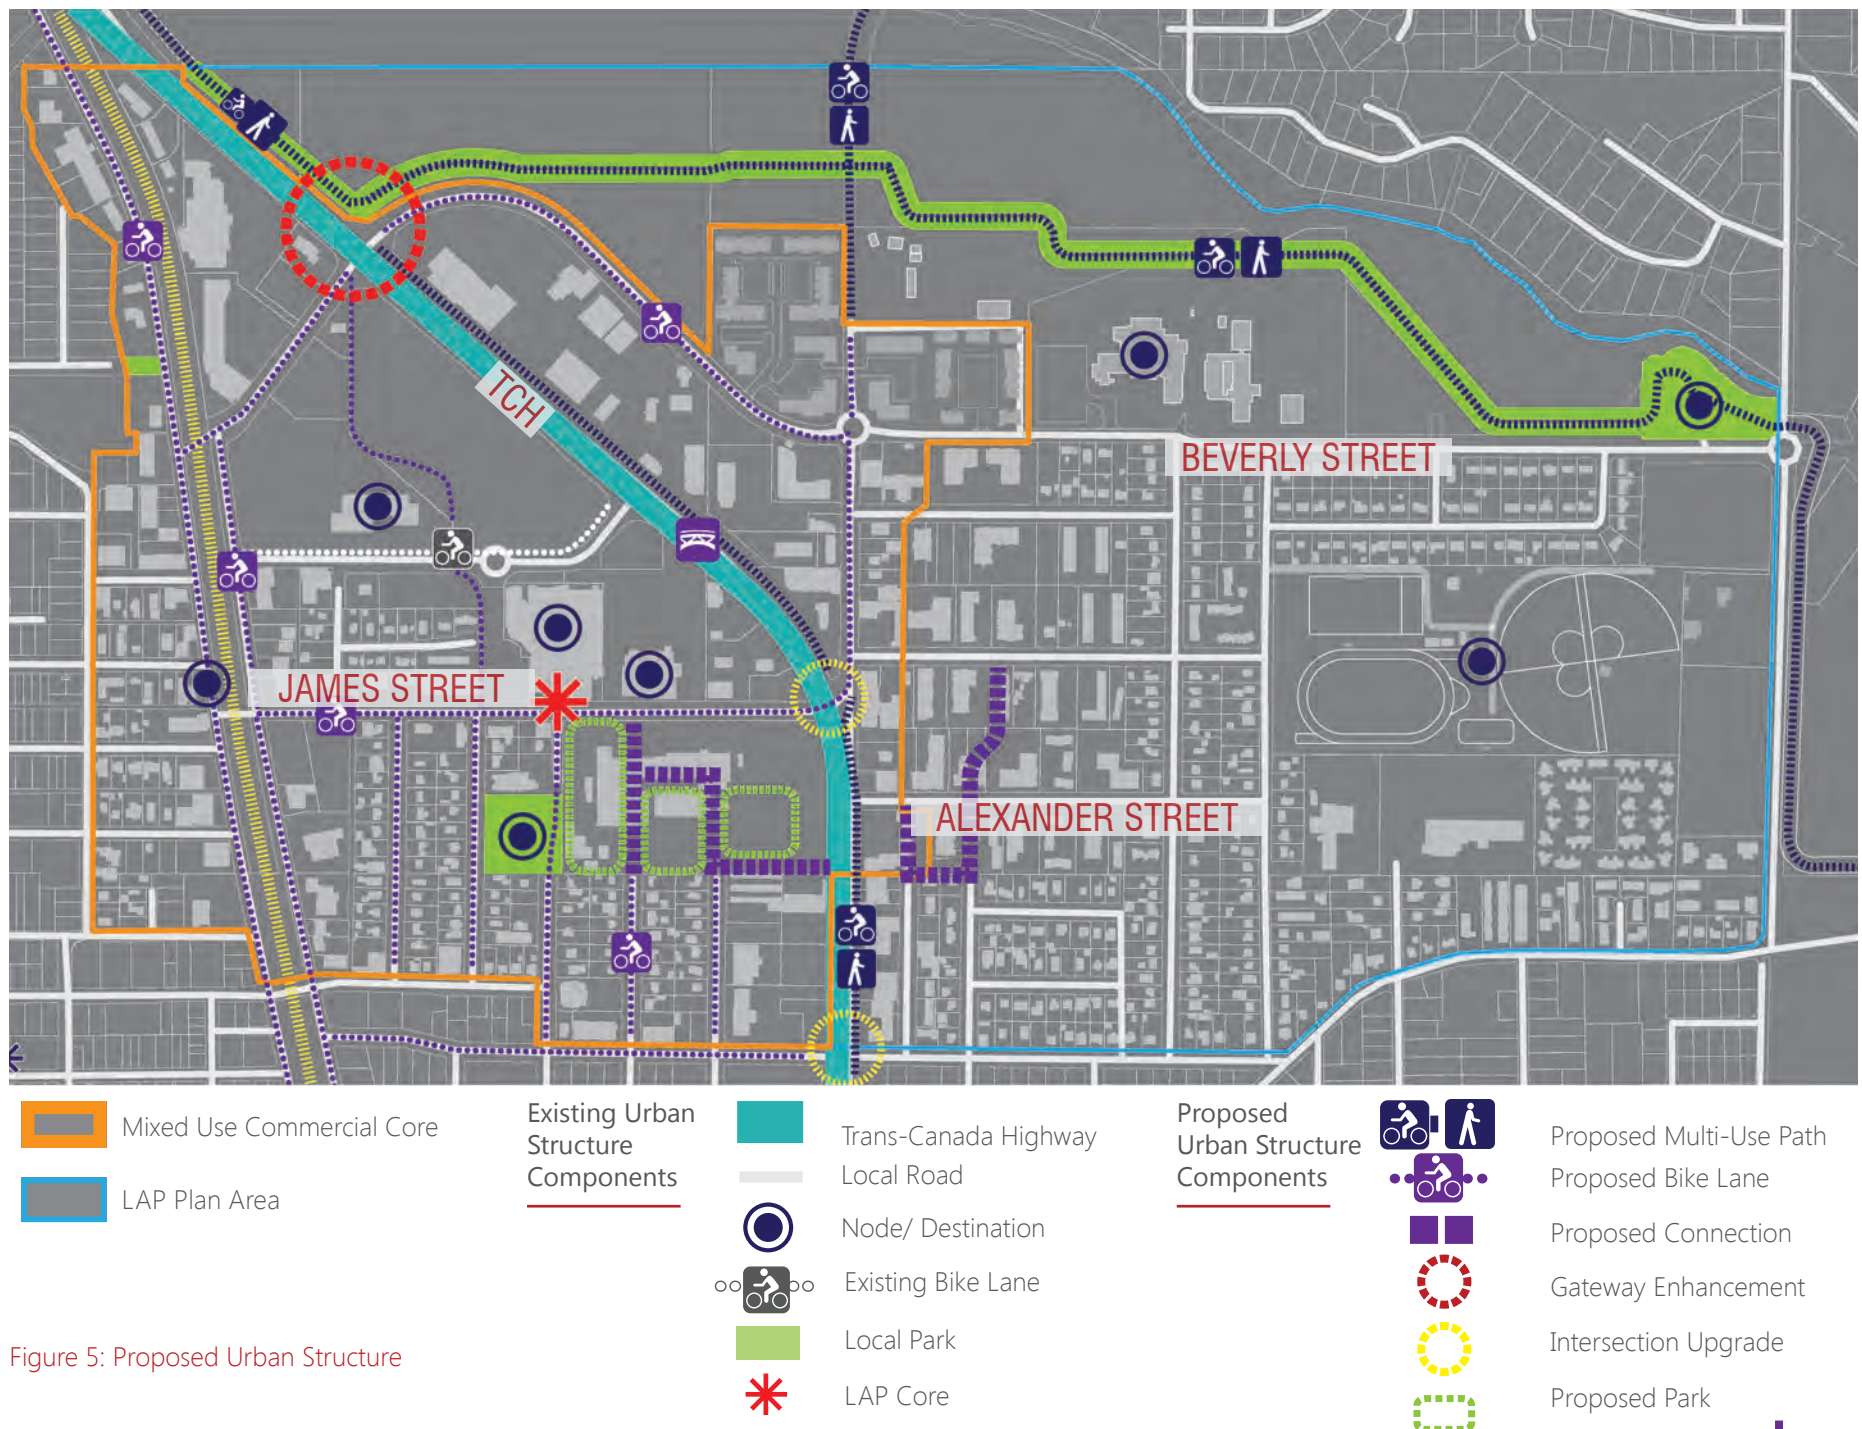 TCH
BEVERLY STREET
JAMES STREET
ALEXANDER STREET
Mixed Use Commercial Core
LAP Plan Area
Existing Urban
Structure
Components
Trans-Canada Highway
Local Road
Node/ Destination
Existing Bike Lane
Local Park
LAP Core
Proposed
Urban Structure
Components
Proposed Multi-Use Path
Proposed Bike Lane
Proposed Connection
Gateway Enhancement
Intersection Upgrade
Proposed Park
Figure 5: Proposed Urban Structure